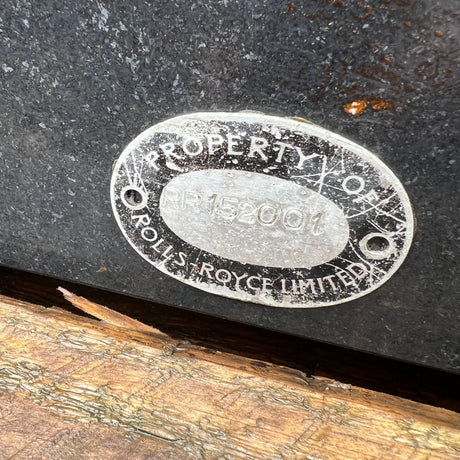 PROPERTY OF
RR152001
ROLLS-ROYCE LIMITED